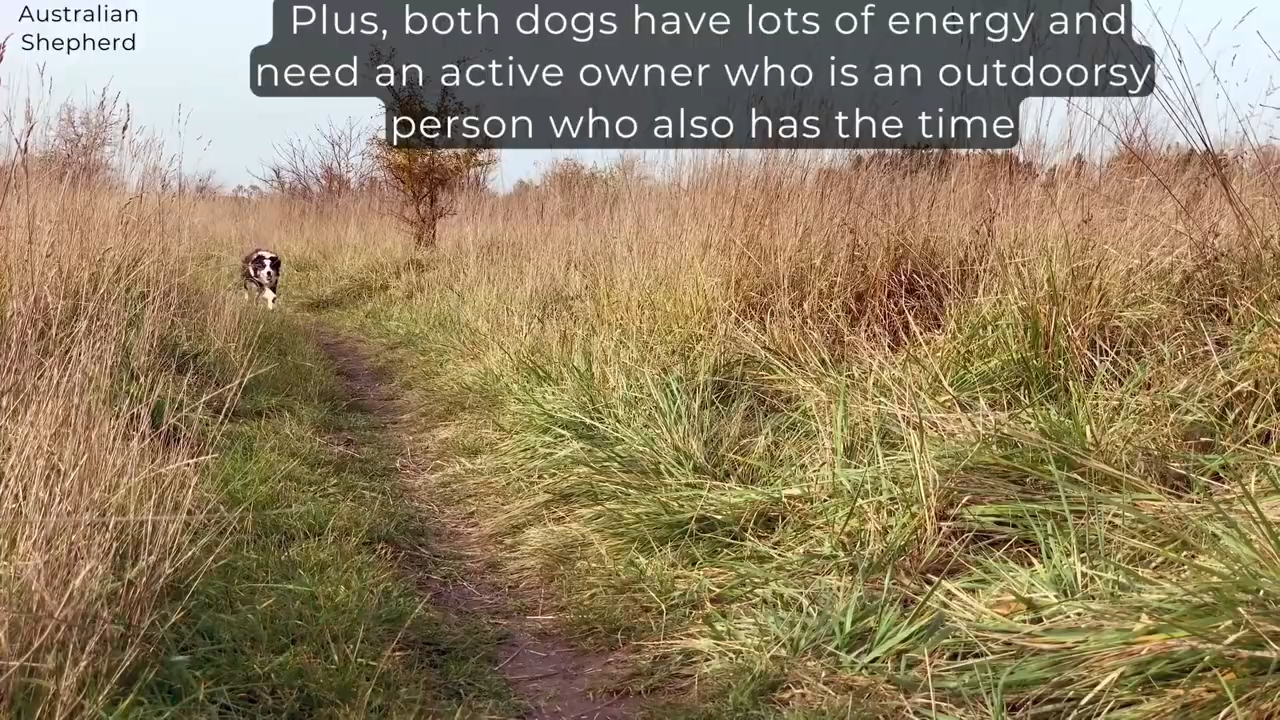 Australian
Shepherd
Plus, both dogs have lots of energy and
need an active owner who is an outdoorsy
person who also has the time